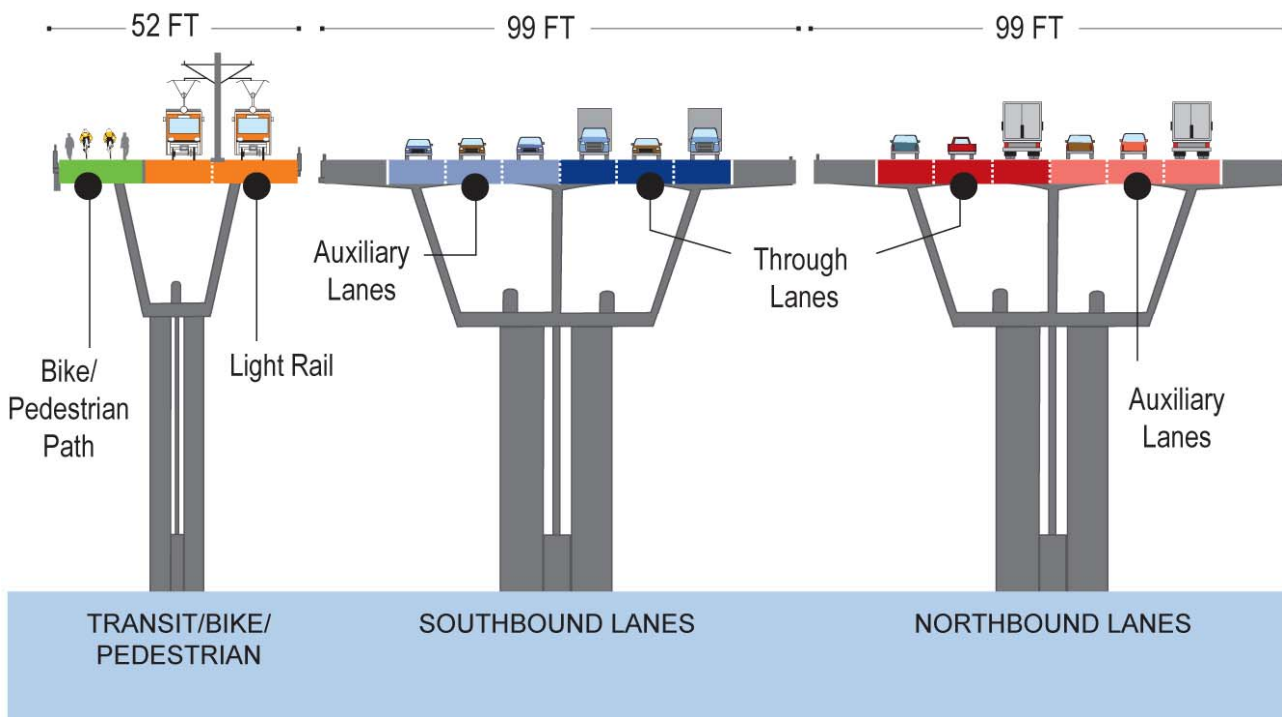 52 FT
99 FT
99 FT
Bike/
Pedestrian
Path
Light Rail
Auxiliary
Lanes
Through
Lanes
Auxiliary
Lanes
TRANSIT/BIKE/
PEDESTRIAN
SOUTHBOUND LANES
NORTHBOUND LANES